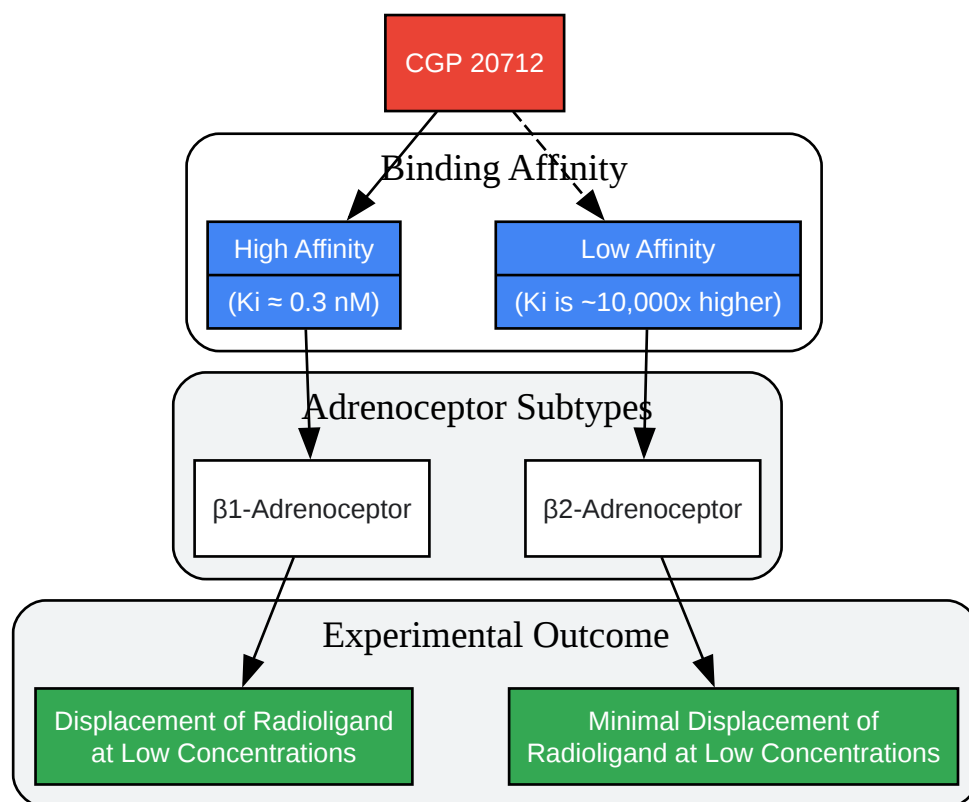 CGP 20712
Binding Affinity
High Affinity
(Ki ≈ 0.3 nM)
Low Affinity
(Ki is ~10,000x higher)
Adrenoceptor Subtypes
β1-Adrenoceptor
β2-Adrenoceptor
Experimental Outcome
Displacement of Radioligand
at Low Concentrations
Minimal Displacement of
Radioligand at Low Concentrations